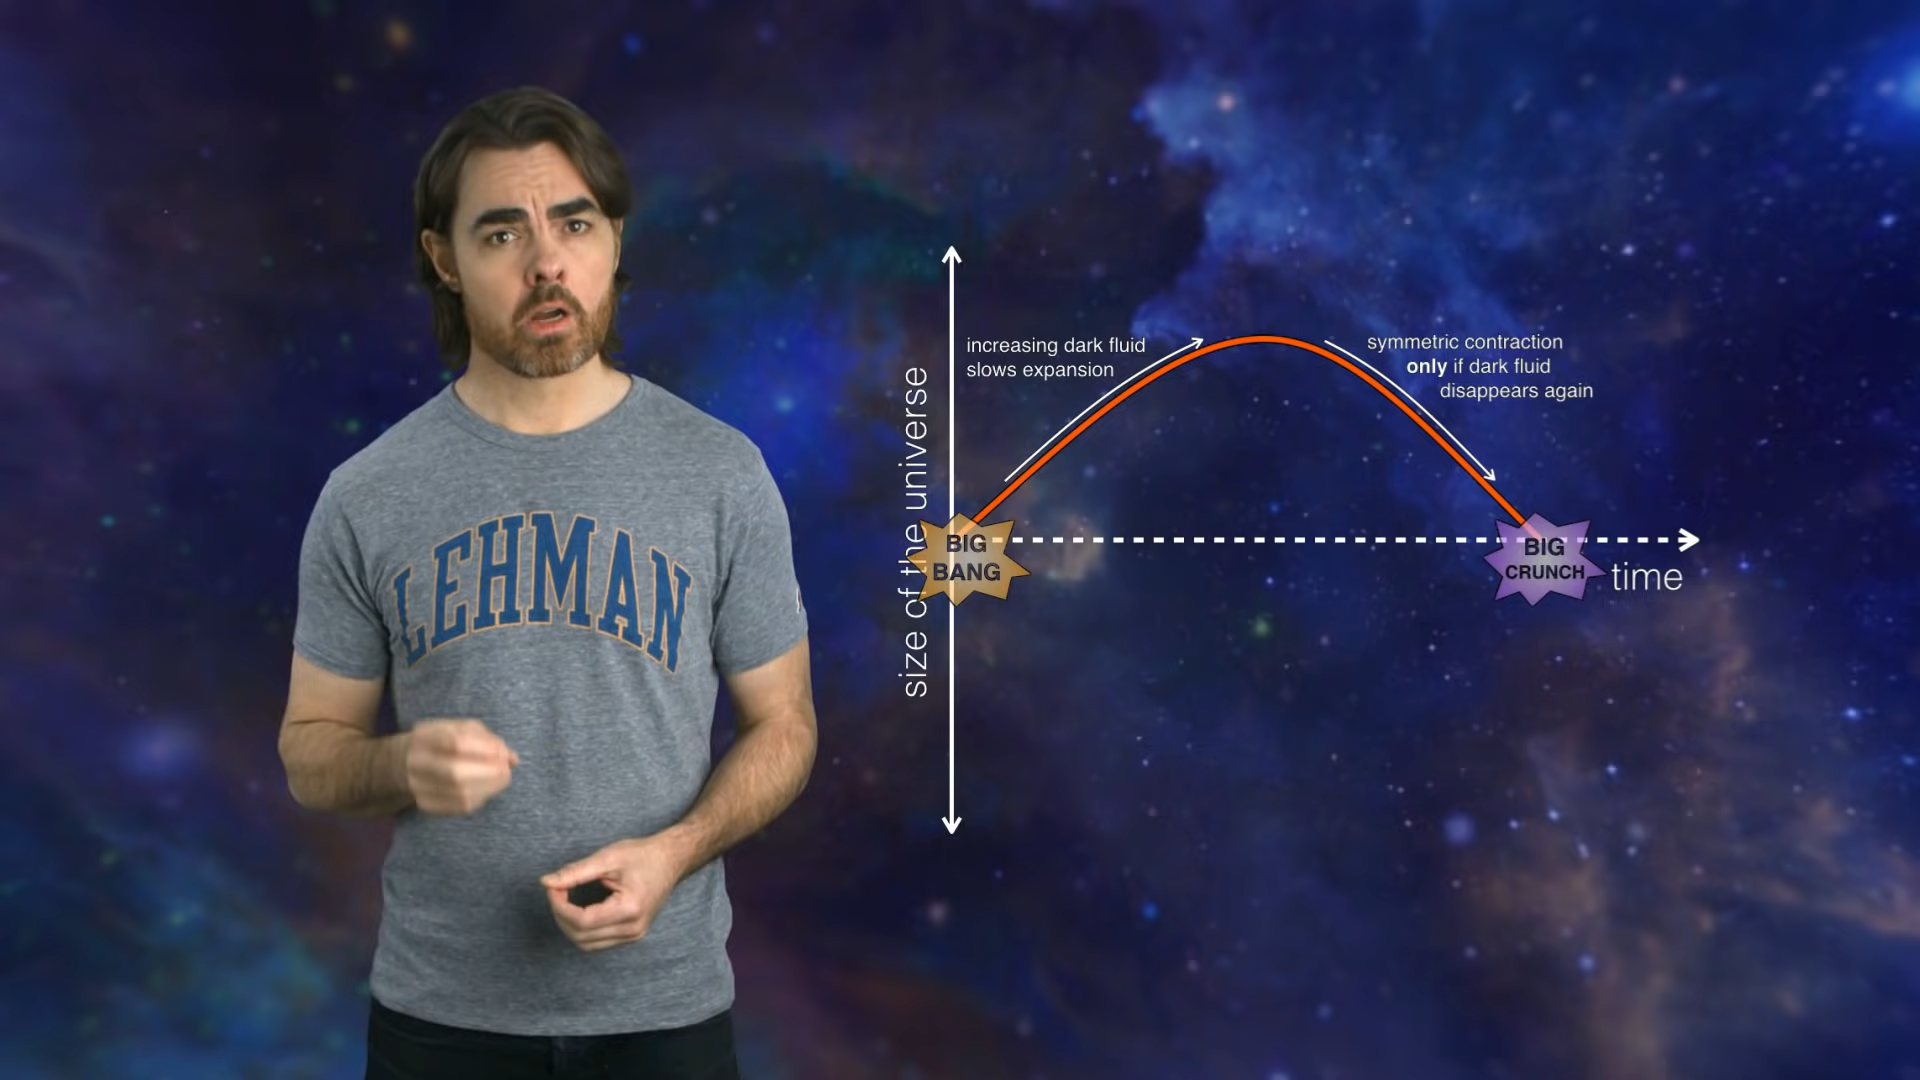 LEHMAN
size of the universe
increasing dark fluid
slows expansion
symmetric contraction
only if dark fluid
disappears again
BIG
BANG
BIG
CRUNCH
time